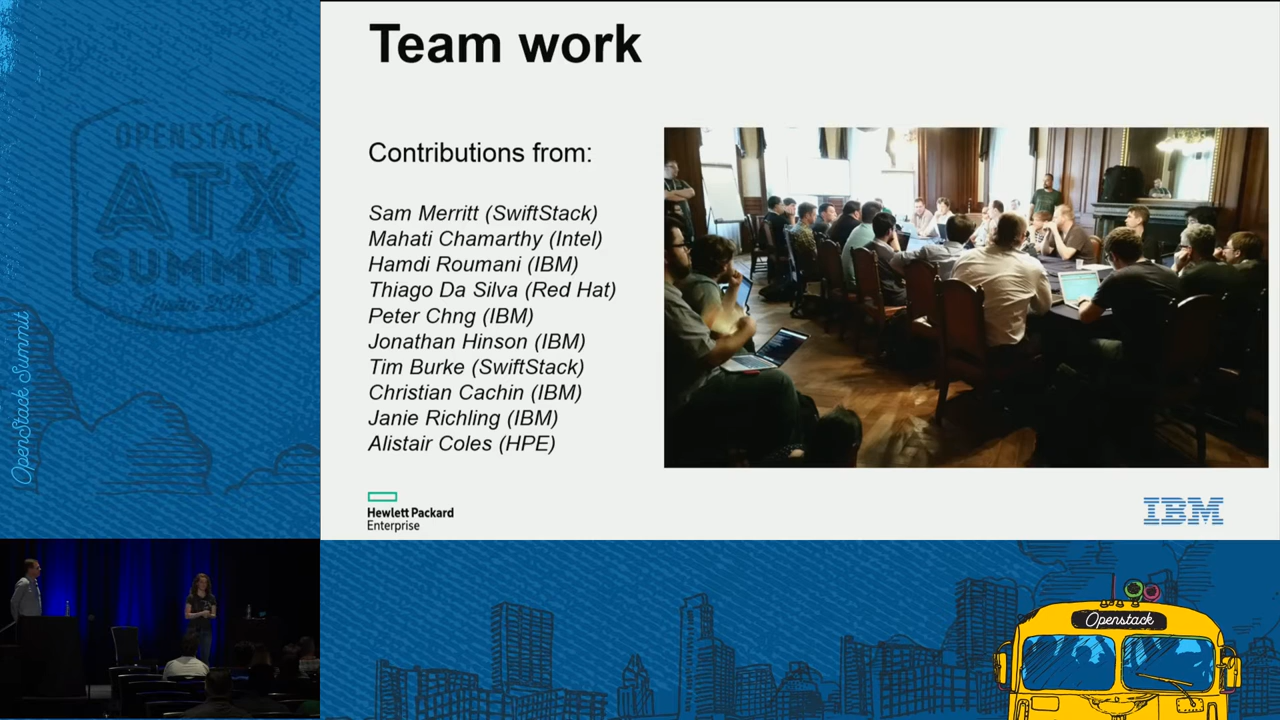 Team work
Contributions from:
Sam Merritt (SwiftStack)
Mahati Chamarthy (Intel)
Hamdi Roumani (IBM)
Thiago Da Silva (Red Hat)
Peter Chng (IBM)
Jonathan Hinson (IBM)
Tim Burke (SwiftStack)
Christian Cachin (IBM)
Janie Richling (IBM)
Alistair Coles (HPE)
Hewlett Packard
Enterprise
IBM
OPENSTACK
ATX
SUMMIT
OpenStack Summit
Openstack